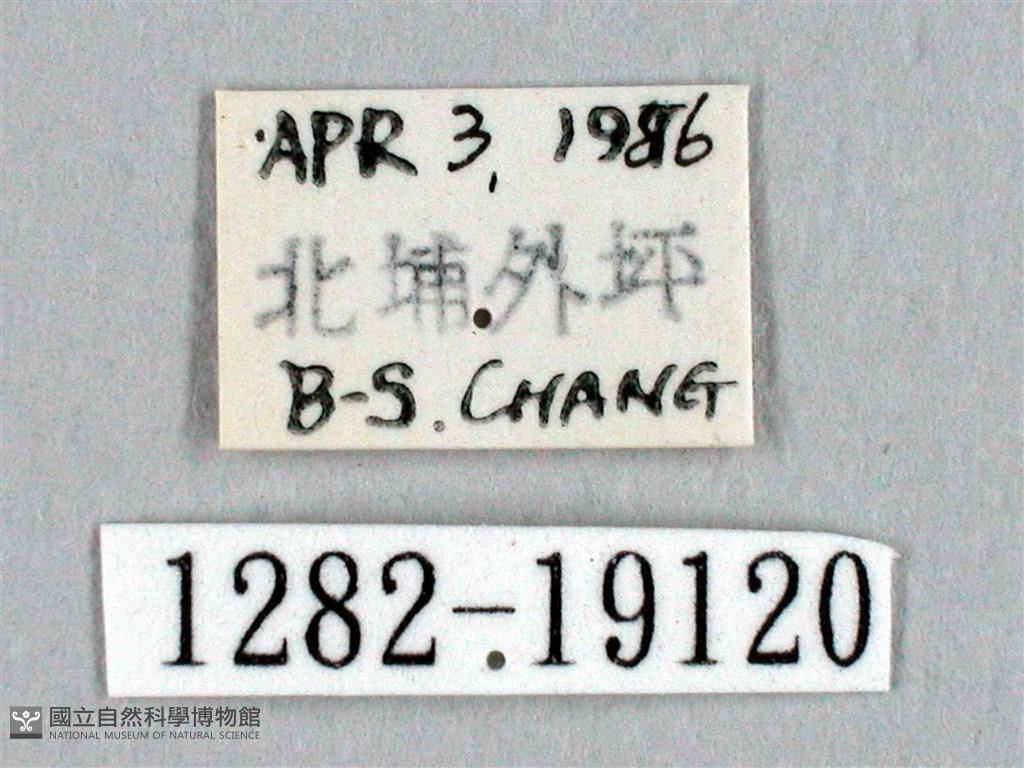 APR 3, 1986
北埔外坪
B-S. CHANG
1282-19120
國立自然科學博物館
NATIONAL MUSEUM OF NATURAL SCIENCE